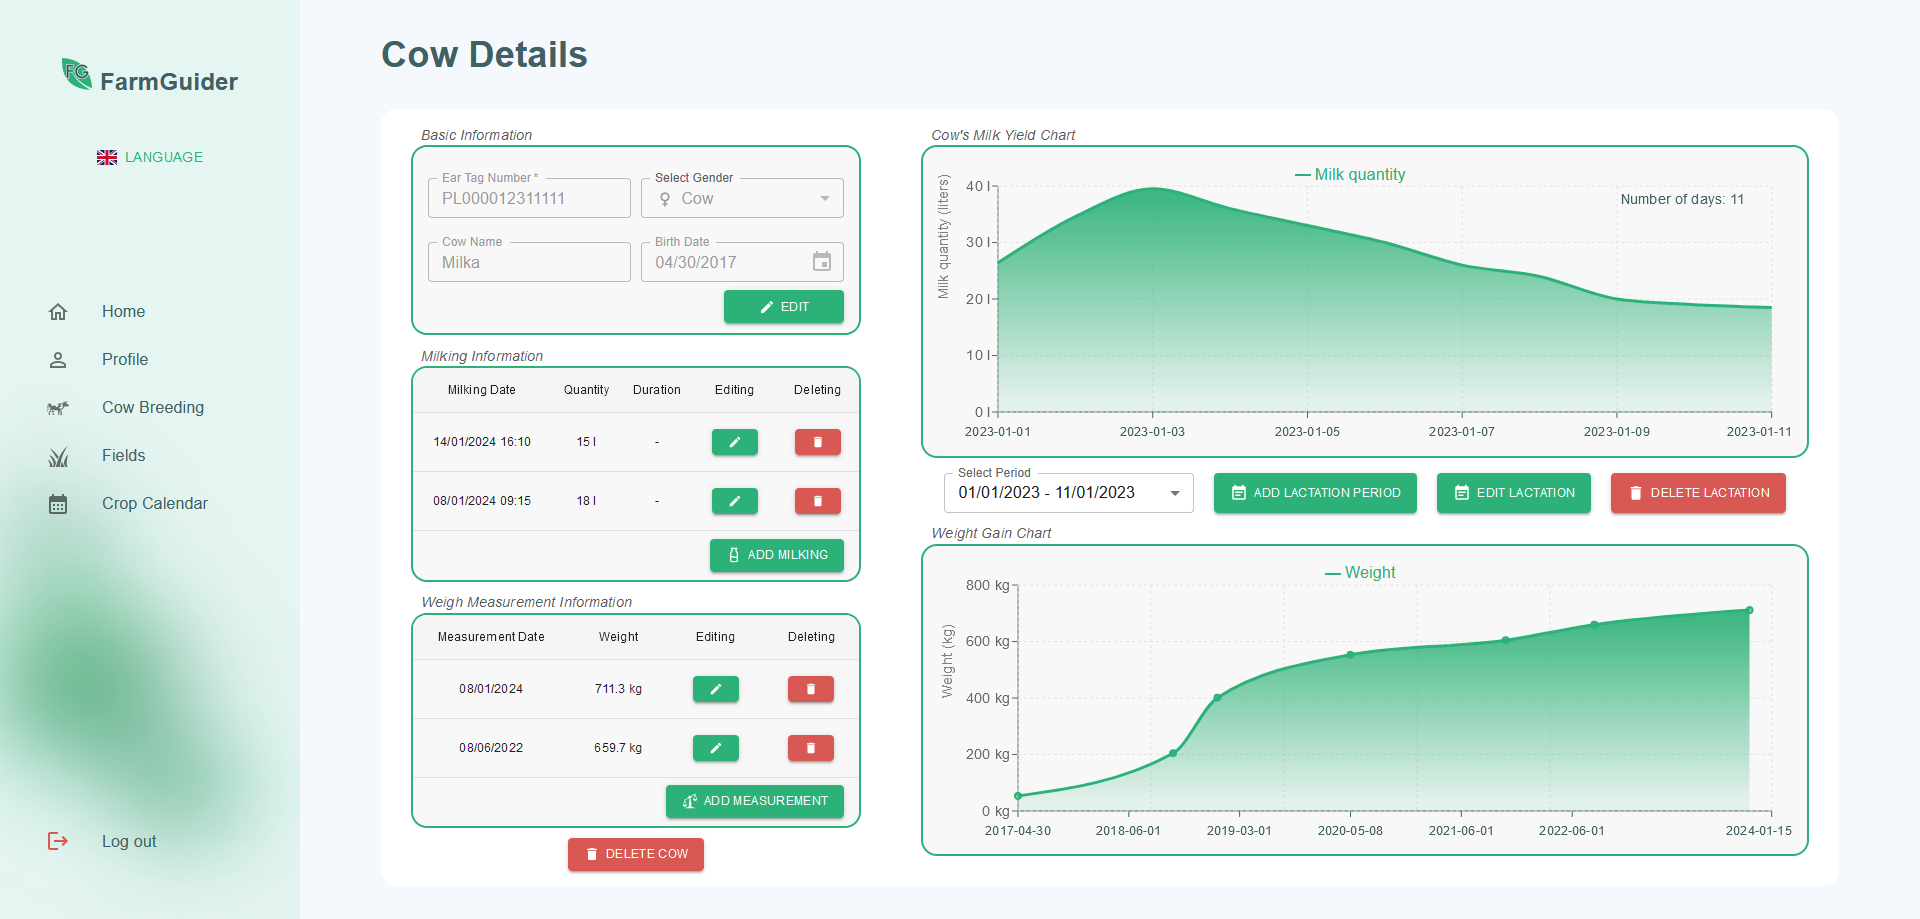 Cow Details
FG
FarmGuider
LANGUAGE
Home
Profile
Cow Breeding
Fields
Crop Calendar
Log out
Basic Information
Ear Tag Number *
PL000012311111
Select Gender
Cow
Cow Name
Milka
Birth Date
04/30/2017
EDIT
Milking Information
Milking Date Quantity Duration Editing Deleting
14/01/2024 16:10 15 l -
08/01/2024 09:15 18 l -
ADD MILKING
Weigh Measurement Information
Measurement Date Weight Editing Deleting
08/01/2024 711.3 kg
08/06/2022 659.7 kg
ADD MEASUREMENT
DELETE COW
Cow's Milk Yield Chart
Milk quantity
Number of days: 11
Milk quantity (liters)
40 l
30 l
20 l
10 l
0 l
2023-01-01 2023-01-03 2023-01-05 2023-01-07 2023-01-09 2023-01-11
Select Period
01/01/2023 - 11/01/2023
ADD LACTATION PERIOD
EDIT LACTATION
DELETE LACTATION
Weight Gain Chart
Weight
Weight (kg)
800 kg
600 kg
400 kg
200 kg
0 kg
2017-04-30 2018-06-01 2019-03-01 2020-05-08 2021-06-01 2022-06-01 2024-01-15